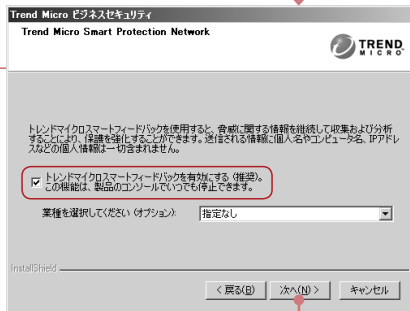 Trend Micro ビジネスセキュリティ
Trend Micro Smart Protection Network
TREND
MICRO
トレンドマイクロスマートフィードバックを使用すると、脅威に関する情報を継続して収集および分析
することにより、保護を強化することができます。送信される情報に個人名やコンピュータ名、IPアドレ
スなどの個人情報は一切含まれません。
トレンドマイクロスマートフィードバックを有効にする (推奨)。
この機能は、製品のコンソールでいつでも停止できます。
業種を選択してください (オプション):
指定なし
InstallShield
< 戻る(B)
次へ(N) >
キャンセル